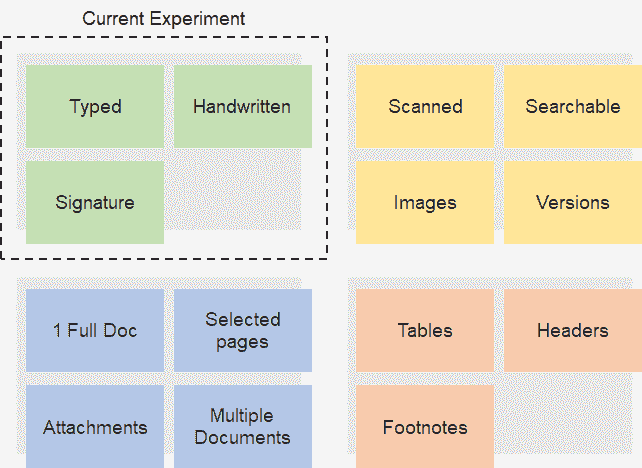 Current Experiment
Typed
Handwritten
Signature
Scanned
Searchable
Images
Versions
1 Full Doc
Selected
pages
Attachments
Multiple
Documents
Tables
Headers
Footnotes